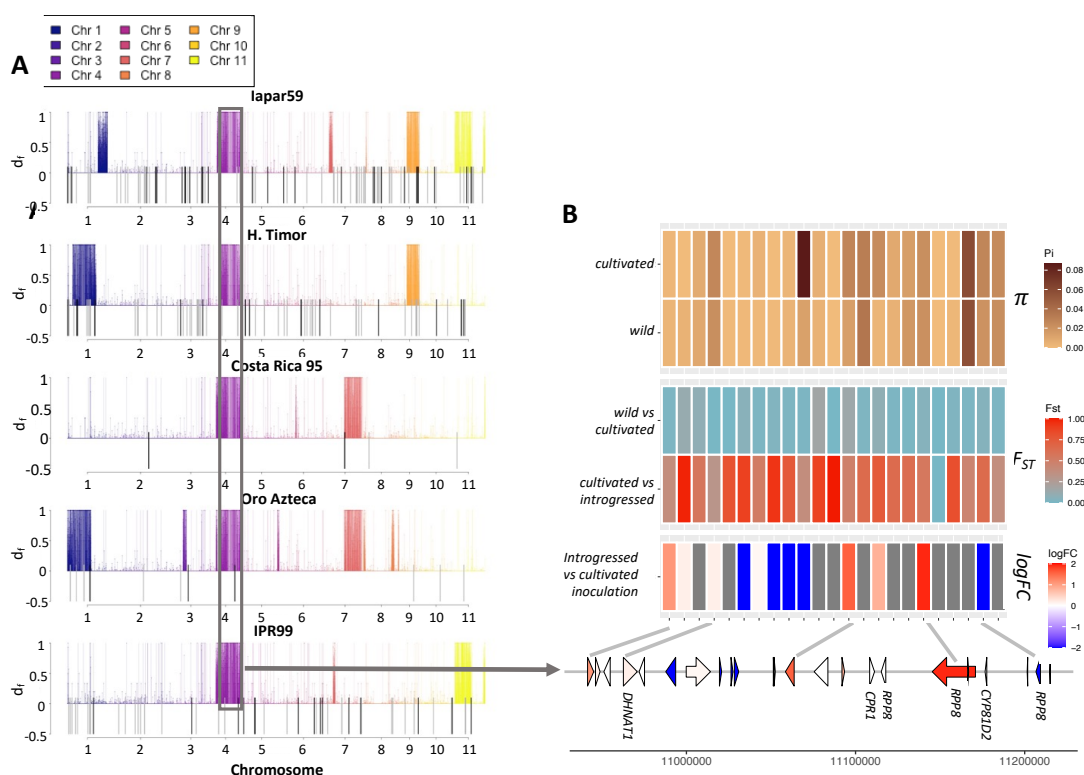 Chr 1 Chr 5 Chr 9
Chr 2 Chr 6 Chr 10
Chr 3 Chr 7 Chr 11
Chr 4 Chr 8
A
Iapar59
1
0.5
0
-0.5
df
1 2 3 4 5 6 7 8 9 10 11
H. Timor
1
0.5
0
-0.5
df
1 2 3 4 5 6 7 8 9 10 11
Costa Rica 95
1
0.5
0
-0.5
df
1 2 3 4 5 6 7 8 9 10 11
Oro Azteca
1
0.5
0
-0.5
df
1 2 3 4 5 6 7 8 9 10 11
IPR99
1
0.5
0
-0.5
df
1 2 3 4 5 6 7 8 9 10 11
Chromosome
B
cultivated
wild
π
Pi
0.08
0.06
0.04
0.02
0.00
wild vs
cultivated
cultivated vs
introgressed
FST
Fst
1.00
0.75
0.50
0.25
0.00
Introgressed
vs cultivated
inoculation
logFC
logFC
2
1
0
−1
−2
DHNAT1
CPR1
RPP8
RPP8
CYP81D2
RPP8
11000000 11100000 11200000